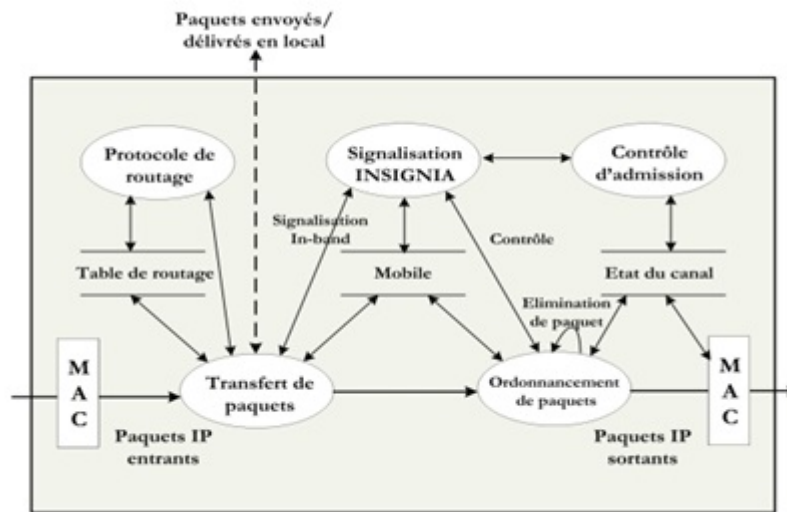 Paquets envoyés/
délivrés en local
Protocole de
routage
Signalisation
INSIGNIA
Contrôle
d'admission
Signalisation
In-band
Contrôle
Table de routage
Mobile
Etat du canal
Elimination
de paquet
M
A
C
Transfert de
paquets
Ordonnancement
de paquets
M
A
C
Paquets IP
entrants
Paquets IP
sortants